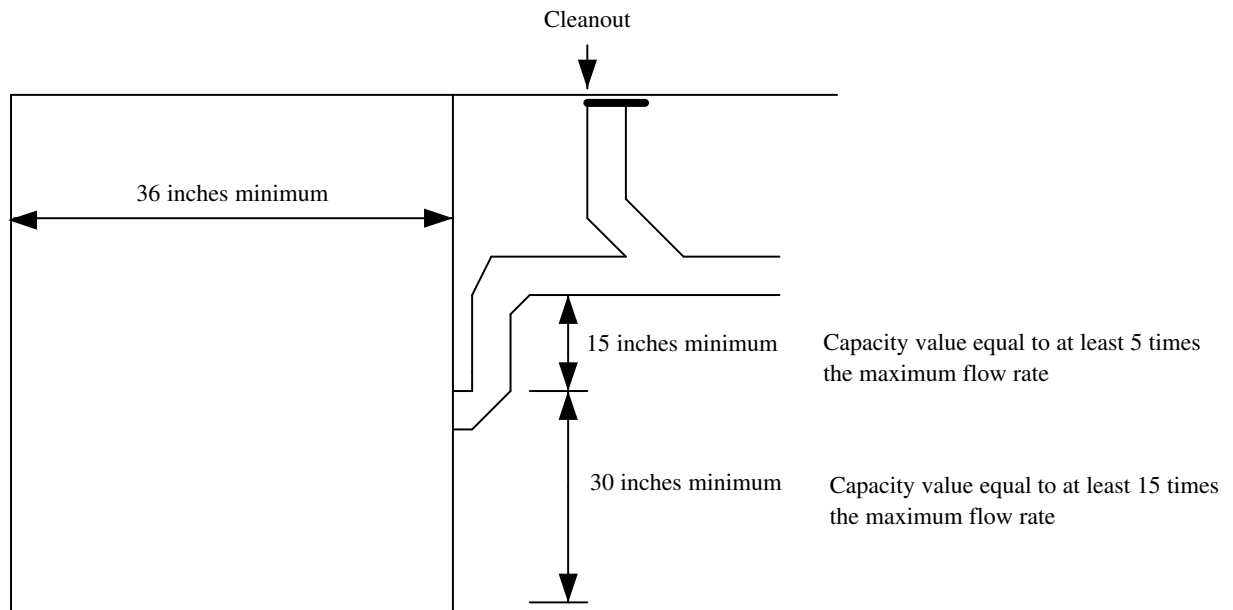 Cleanout
36 inches minimum
15 inches minimum
Capacity value equal to at least 5 times
the maximum flow rate
30 inches minimum
Capacity value equal to at least 15 times
the maximum flow rate